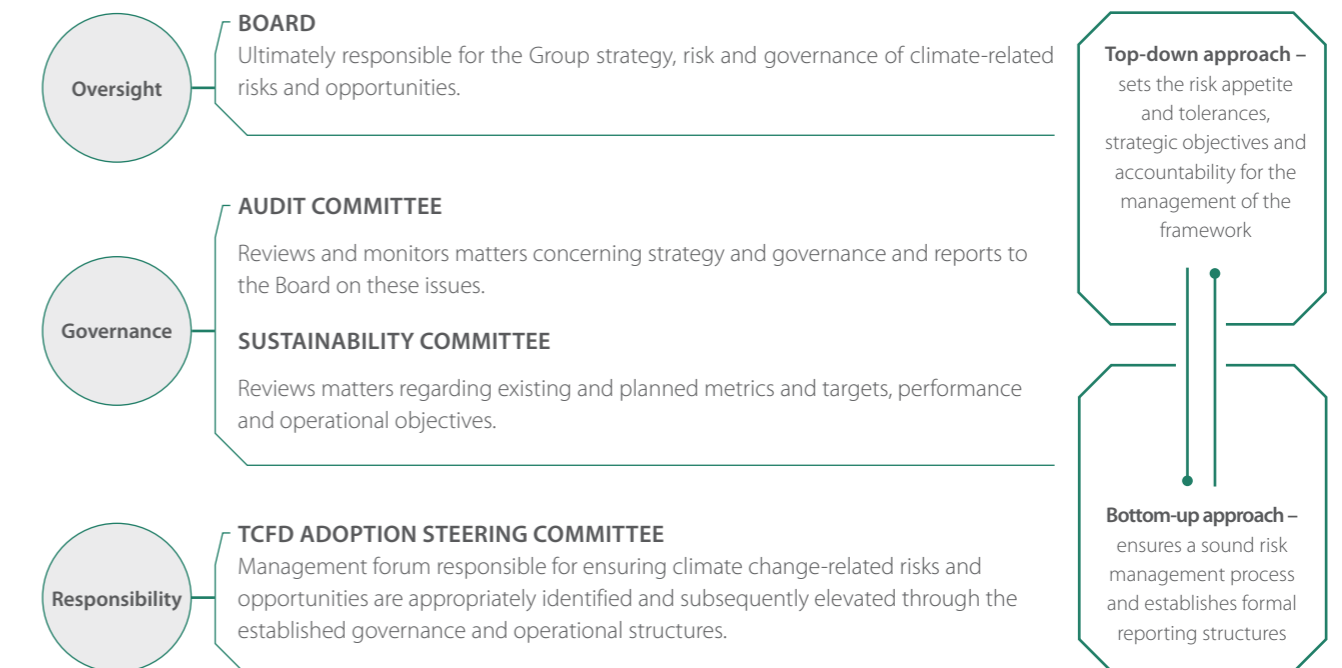 Oversight
BOARD
Ultimately responsible for the Group strategy, risk and governance of climate-related
risks and opportunities.
Governance
AUDIT COMMITTEE
Reviews and monitors matters concerning strategy and governance and reports to
the Board on these issues.
SUSTAINABILITY COMMITTEE
Reviews matters regarding existing and planned metrics and targets, performance
and operational objectives.
Responsibility
TCFD ADOPTION STEERING COMMITTEE
Management forum responsible for ensuring climate change-related risks and
opportunities are appropriately identified and subsequently elevated through the
established governance and operational structures.
Top-down approach –
sets the risk appetite
and tolerances,
strategic objectives and
accountability for the
management of the
framework
Bottom-up approach –
ensures a sound risk
management process
and establishes formal
reporting structures